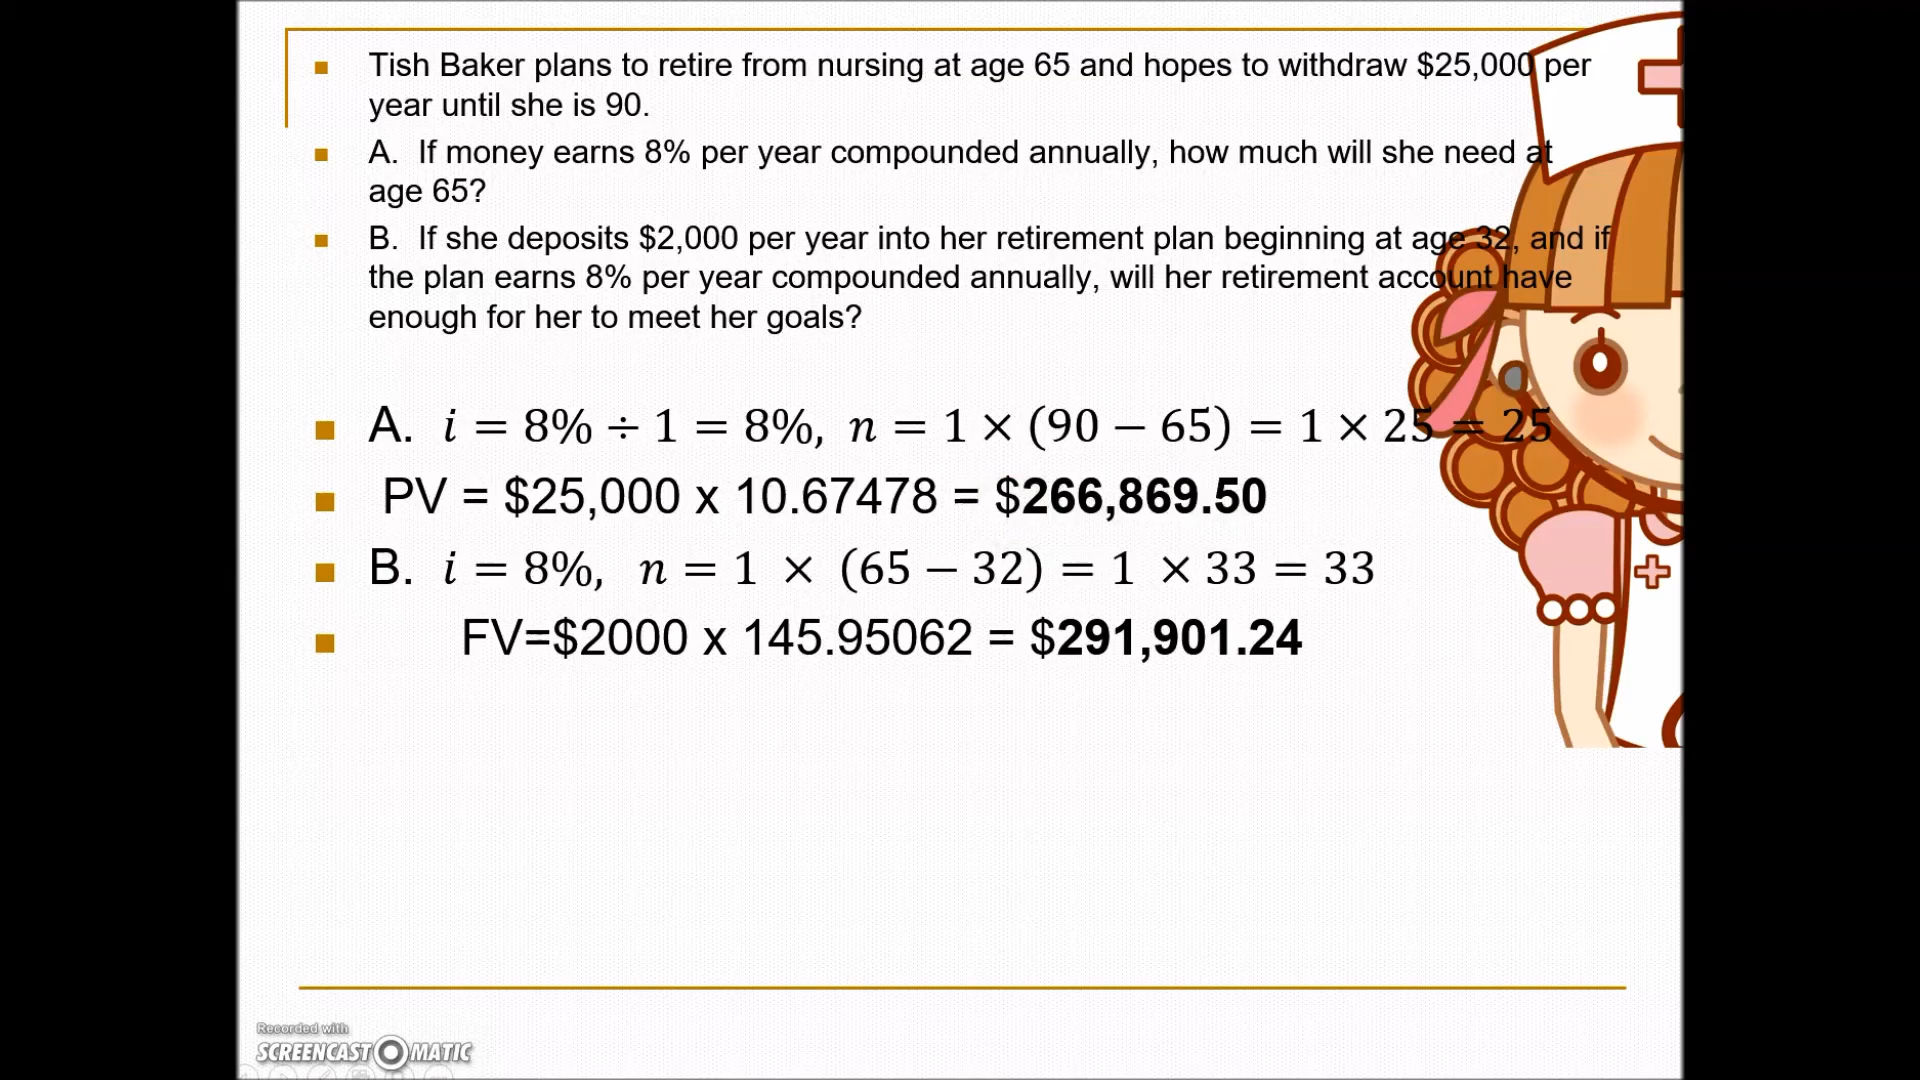 Tish Baker plans to retire from nursing at age 65 and hopes to withdraw $25,000 per
year until she is 90.
A. If money earns 8% per year compounded annually, how much will she need at
age 65?
B. If she deposits $2,000 per year into her retirement plan beginning at age 32, and if
the plan earns 8% per year compounded annually, will her retirement account have
enough for her to meet her goals?
A. i = 8% ÷ 1 = 8%, n = 1 × (90 − 65) = 1 × 25 = 25
PV = $25,000 x 10.67478 = $266,869.50
B. i = 8%, n = 1 × (65 − 32) = 1 × 33 = 33
FV=$2000 x 145.95062 = $291,901.24
Recorded with
SCREENCAST O MATIC